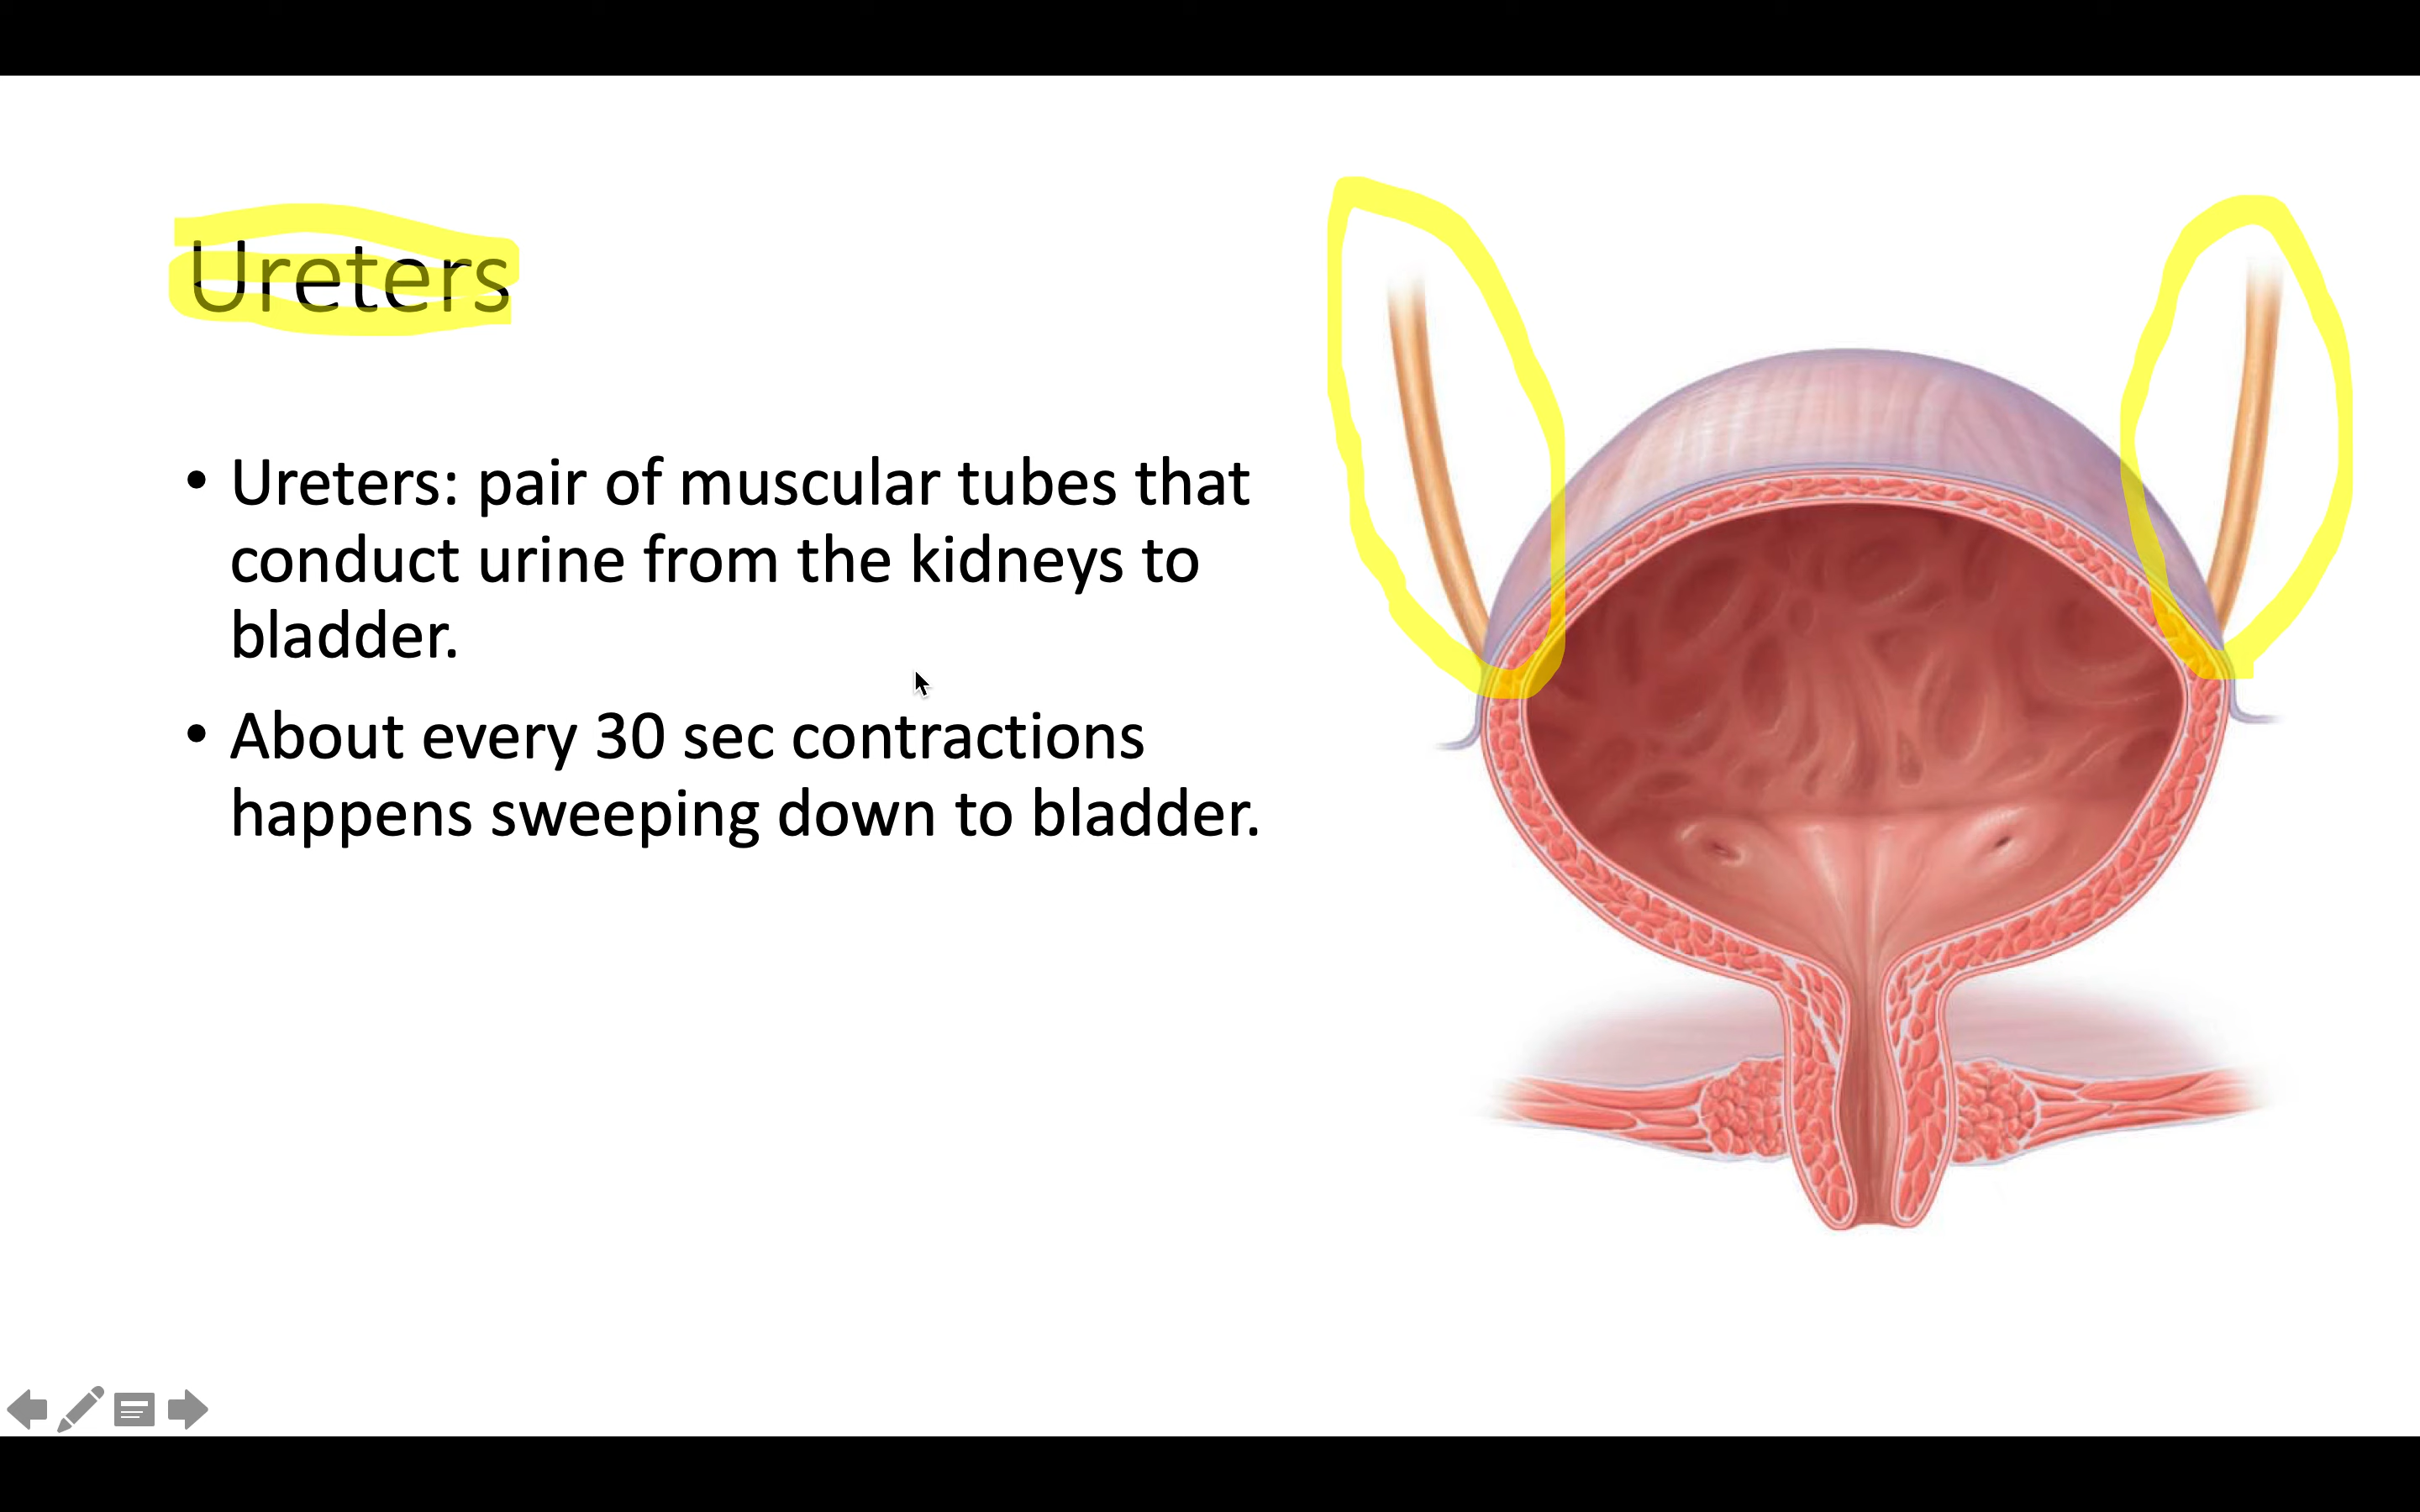 Ureters
• Ureters: pair of muscular tubes that
conduct urine from the kidneys to
bladder.
• About every 30 sec contractions
happens sweeping down to bladder.